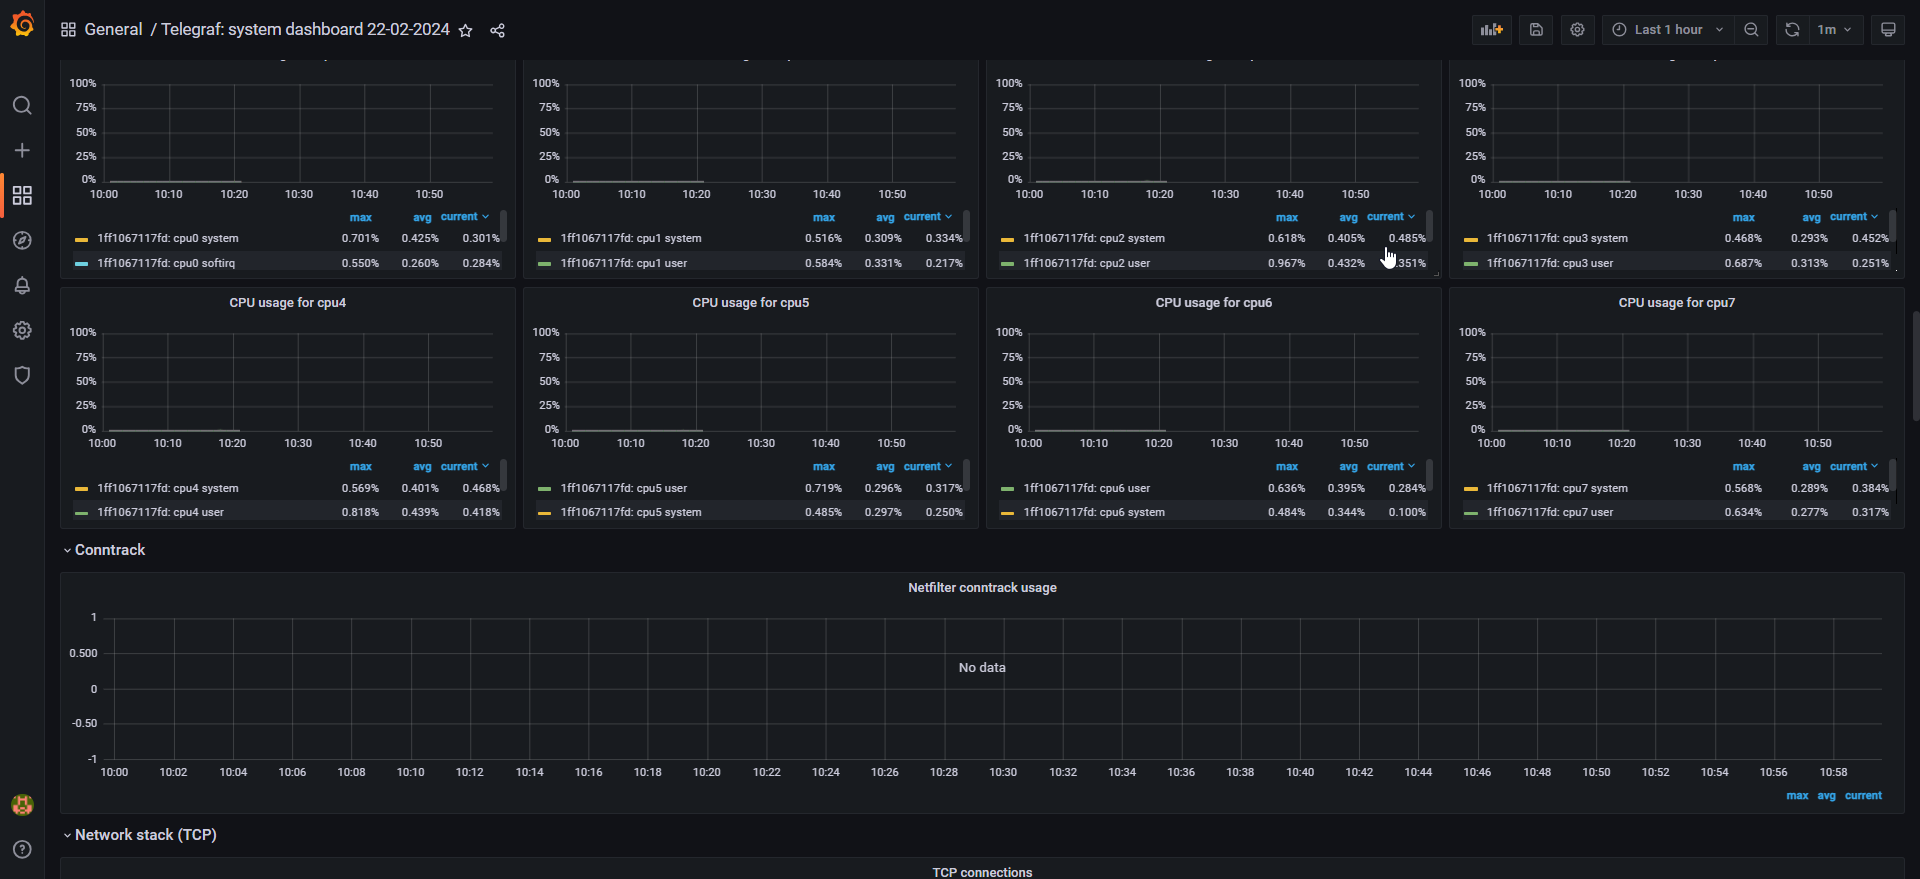 General / Telegraf: system dashboard 22-02-2024
Last 1 hour
1m
100% 100% 100% 100%
75% 75% 75% 75%
50% 50% 50% 50%
25% 25% 25% 25%
0% 0% 0% 0%
10:00 10:10 10:20 10:30 10:40 10:50 10:00 10:10 10:20 10:30 10:40 10:50 10:00 10:10 10:20 10:30 10:40 10:50 10:00 10:10 10:20 10:30 10:40 10:50
max avg current max avg current max avg current max avg current
1ff1067117fd: cpu0 system 0.701% 0.425% 0.301% 1ff1067117fd: cpu1 system 0.516% 0.309% 0.334% 1ff1067117fd: cpu2 system 0.618% 0.405% 0.485% 1ff1067117fd: cpu3 system 0.468% 0.293% 0.452%
1ff1067117fd: cpu0 softirq 0.550% 0.260% 0.284% 1ff1067117fd: cpu1 user 0.584% 0.331% 0.217% 1ff1067117fd: cpu2 user 0.967% 0.432% .351% 1ff1067117fd: cpu3 user 0.687% 0.313% 0.251%
CPU usage for cpu4 CPU usage for cpu5 CPU usage for cpu6 CPU usage for cpu7
100% 100% 100% 100%
75% 75% 75% 75%
50% 50% 50% 50%
25% 25% 25% 25%
0% 0% 0% 0%
10:00 10:10 10:20 10:30 10:40 10:50 10:00 10:10 10:20 10:30 10:40 10:50 10:00 10:10 10:20 10:30 10:40 10:50 10:00 10:10 10:20 10:30 10:40 10:50
max avg current max avg current max avg current max avg current
1ff1067117fd: cpu4 system 0.569% 0.401% 0.468% 1ff1067117fd: cpu5 user 0.719% 0.296% 0.317% 1ff1067117fd: cpu6 user 0.636% 0.395% 0.284% 1ff1067117fd: cpu7 system 0.568% 0.289% 0.384%
1ff1067117fd: cpu4 user 0.818% 0.439% 0.418% 1ff1067117fd: cpu5 system 0.485% 0.297% 0.250% 1ff1067117fd: cpu6 system 0.484% 0.344% 0.100% 1ff1067117fd: cpu7 user 0.634% 0.277% 0.317%
Conntrack
Netfilter conntrack usage
1
0.500
No data
0
-0.50
-1
10:00 10:02 10:04 10:06 10:08 10:10 10:12 10:14 10:16 10:18 10:20 10:22 10:24 10:26 10:28 10:30 10:32 10:34 10:36 10:38 10:40 10:42 10:44 10:46 10:48 10:50 10:52 10:54 10:56 10:58
max avg current
Network stack (TCP)
TCP connections